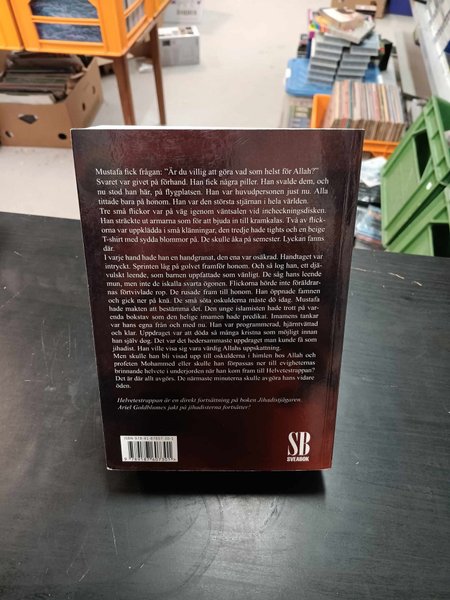 Mustafa fick frågan: "Är du villig att göra vad som helst för Allah?"
Svaret var givet på förhand. Han fick några piller. Han svalde dem, och
nu stod han här, på flygplatsen. Han var huvudpersonen just nu. Alla
tittade bara på honom. Han var den största stjärnan i hela världen.
Tre små flickor var på väg igenom väntsalen vid incheckningsdisken.
Han sträckte ut armarna som för att bjuda in till kramkalas. Två av flick-
orna var uppklädda i små klänningar, den tredje hade tights och en beige
T-shirt med sydda blommor på. De skulle åka på semester. Lyckan fanns
där.
I varje hand hade han en handgranat, den ena var osäkrad. Handtaget var
intryckt. Sprinten låg på golvet framför honom. Och så log han, ett djä-
vulskt leende, som barnen uppfattade som vänligt. De såg hans leende
mun, men inte de iskalla svarta ögonen. Flickorna hörde inte föräldrar-
nas förtvivlade rop. De rusade fram till honom. Han öppnade famnen
och gick ner på knä. De små söta oskulderna måste dö idag. Mustafa
hade makten att bestämma det. Den unge islamisten hade trott på varenda
bokstav som den helige imamen hade predikat. Imamens tankar
var hans egna från och med nu. Han var programmerad, hjärntvättad
och klar. Uppdraget var att döda så många kristna som möjligt innan
han själv dog. Det var det hedersammaste uppdraget man kunde få som
jihadist. Han ville visa sig vara värdig Allahs uppskattning.
Men skulle han bli visad upp till oskulderna i himlen hos Allah och
profeten Mohammed eller skulle han förpassas ner till evighetens
brinnande helvete i underjorden när han kom fram till Helvetestrappan?
Det är där allt avgörs. De närmaste minuterna skulle avgöra hans vidare
öden.
Helvetestrappan är en direkt fortsättning på boken Jihadistjägaren.
Ariel Goldblumes jakt på jihadisterna fortsätter!
SB
SVEABOK